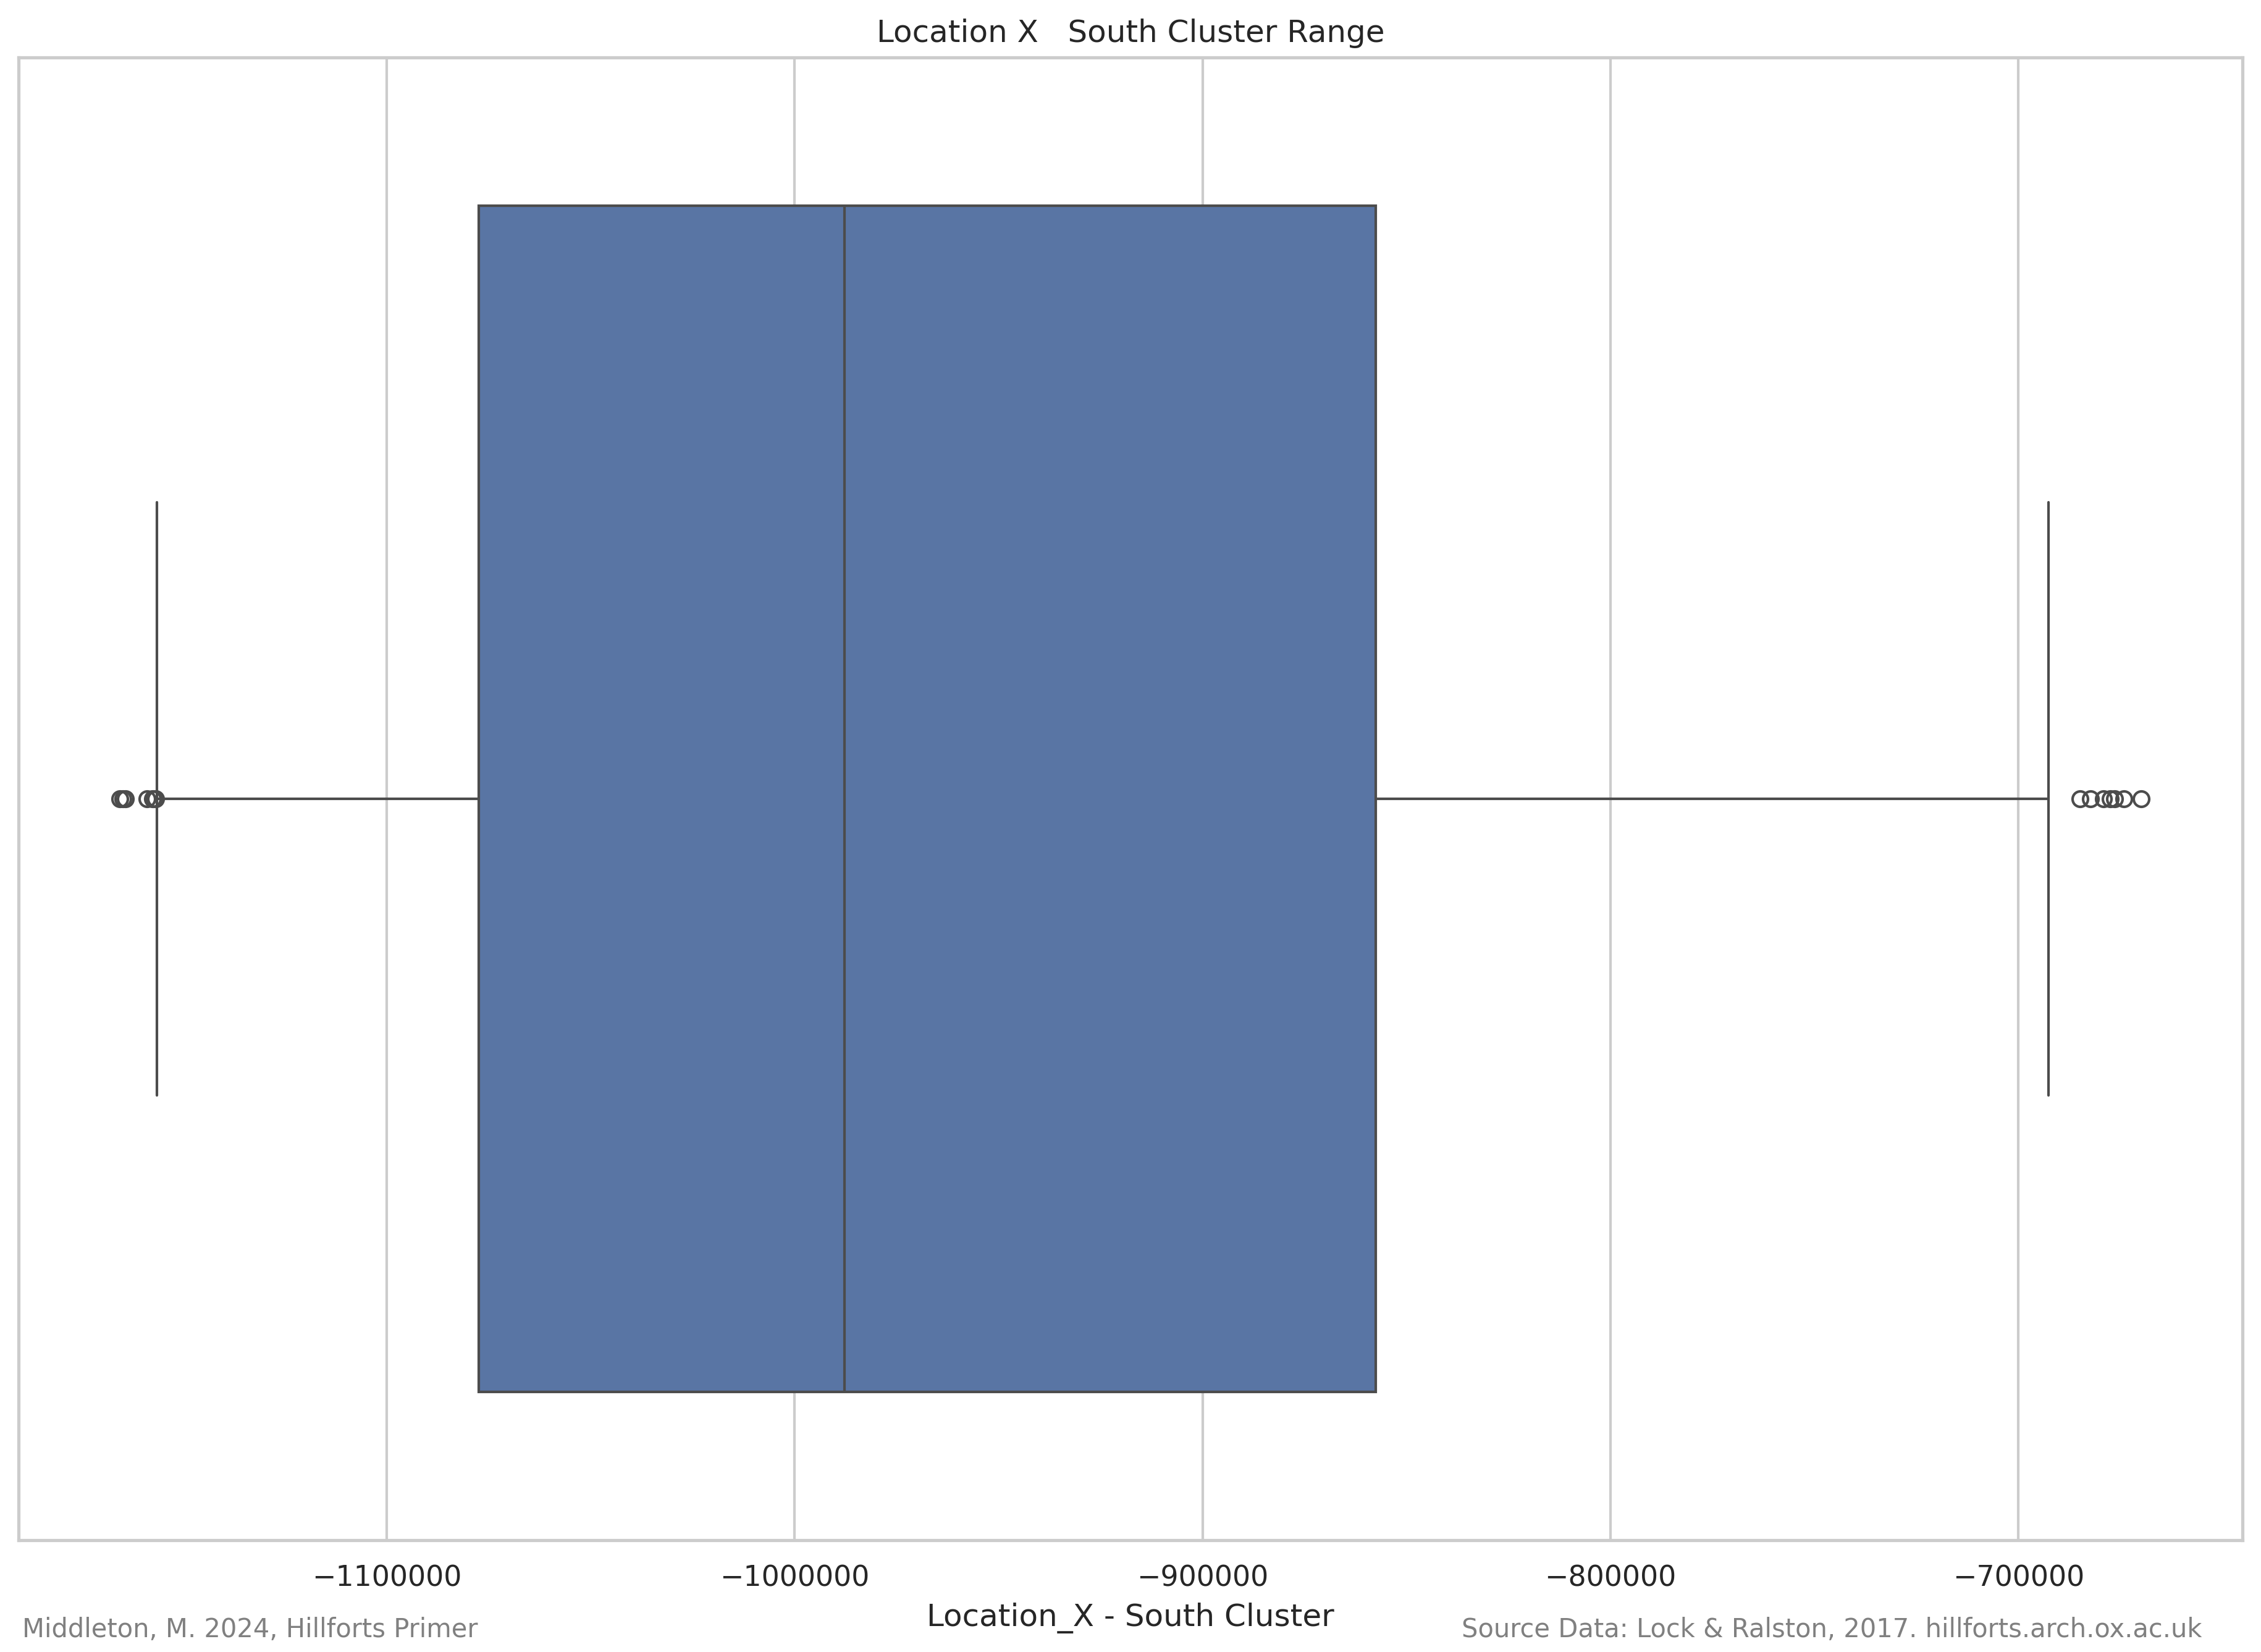 Location X   South Cluster Range
−1100000 −1000000 −900000 −800000 −700000
Location_X - South Cluster
Middleton, M. 2024, Hillforts Primer
Source Data: Lock & Ralston, 2017. hillforts.arch.ox.ac.uk